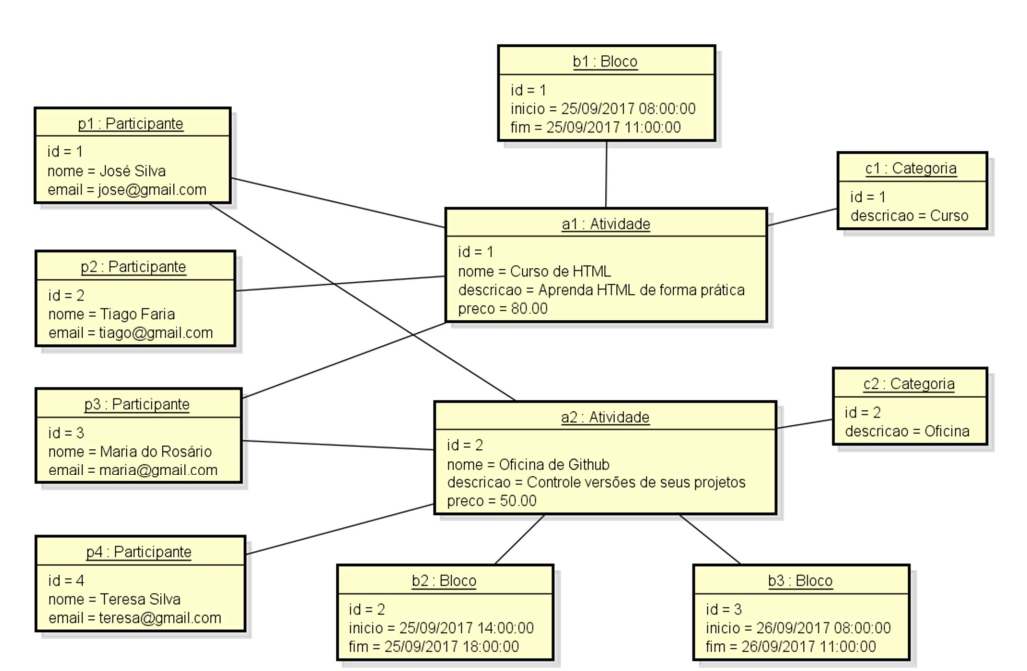 b1 : Bloco
id = 1
inicio = 25/09/2017 08:00:00
fim = 25/09/2017 11:00:00
p1 : Participante
id = 1
nome = José Silva
email = jose@gmail.com
c1 : Categoria
id = 1
descricao = Curso
a1 : Atividade
id = 1
nome = Curso de HTML
descricao = Aprenda HTML de forma prática
preco = 80.00
p2 : Participante
id = 2
nome = Tiago Faria
email = tiago@gmail.com
p3 : Participante
id = 3
nome = Maria do Rosário
email = maria@gmail.com
c2 : Categoria
id = 2
descricao = Oficina
a2 : Atividade
id = 2
nome = Oficina de Github
descricao = Controle versões de seus projetos
preco = 50.00
p4 : Participante
id = 4
nome = Teresa Silva
email = teresa@gmail.com
b2 : Bloco
id = 2
inicio = 25/09/2017 14:00:00
fim = 25/09/2017 18:00:00
b3 : Bloco
id = 3
inicio = 26/09/2017 08:00:00
fim = 26/09/2017 11:00:00